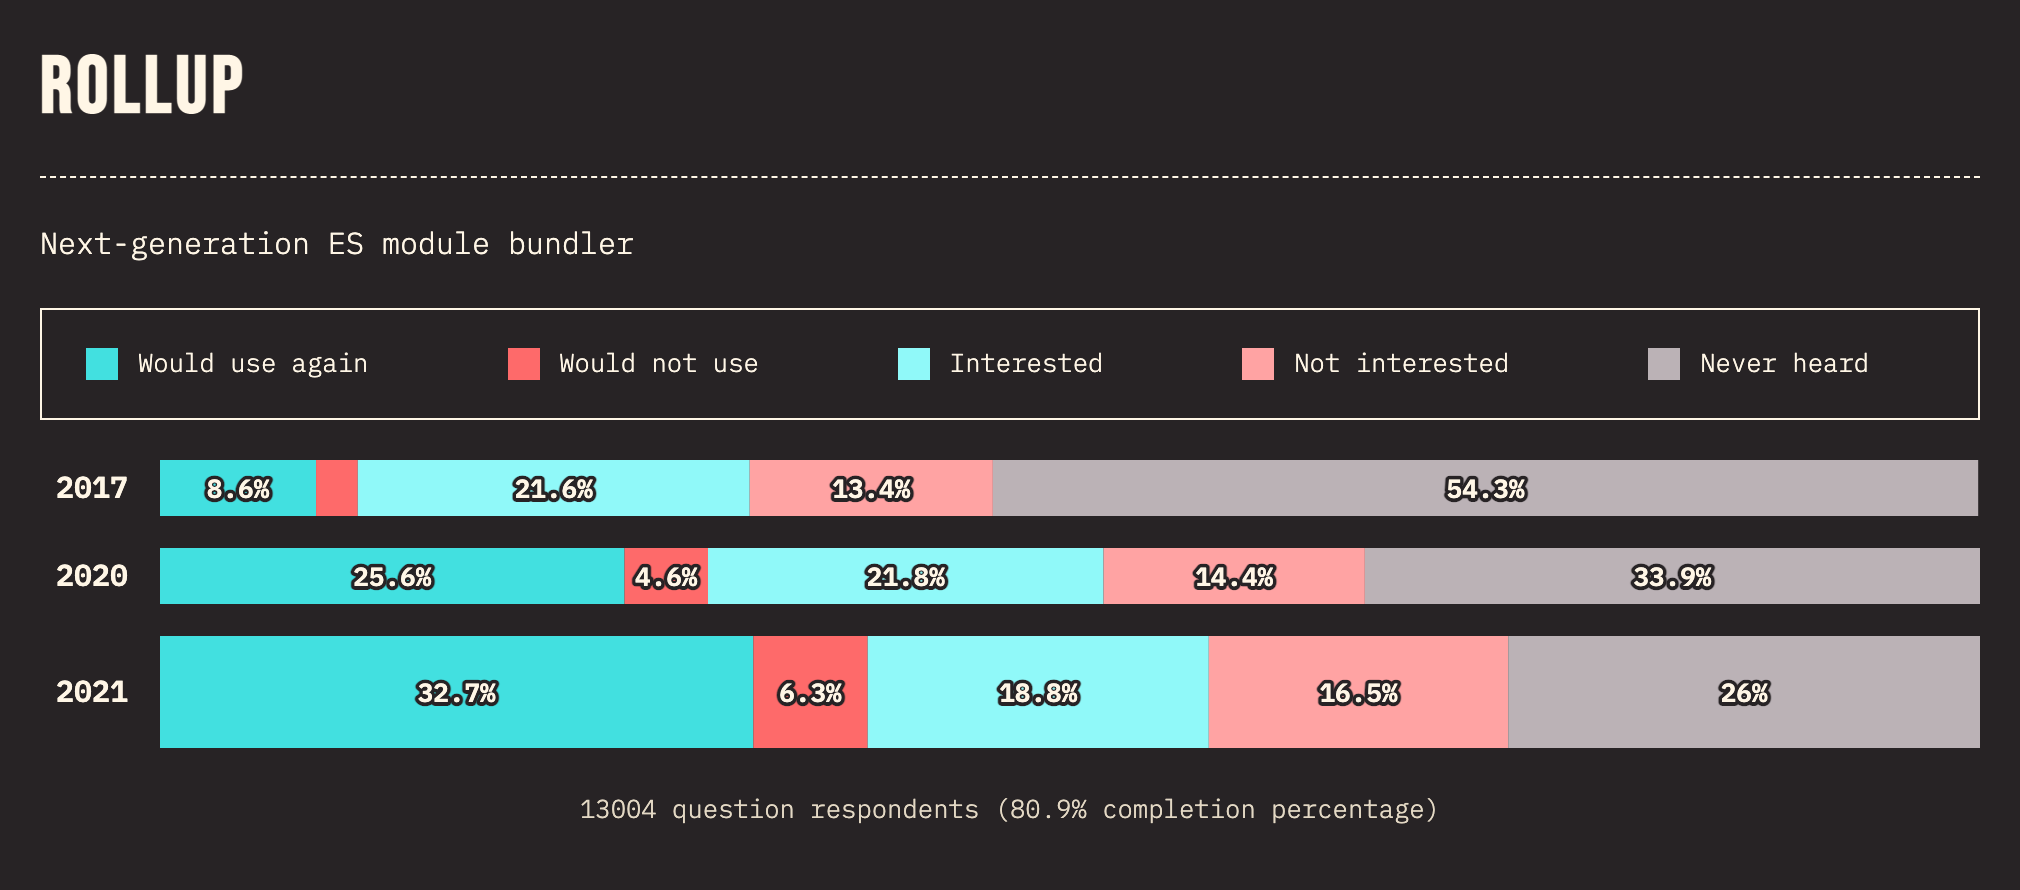 ROLLUP
Next-generation ES module bundler
Would use again Would not use Interested Not interested Never heard
2017 8.6% 21.6% 13.4% 54.3%
2020 25.6% 4.6% 21.8% 14.4% 33.9%
2021 32.7% 6.3% 18.8% 16.5% 26%
13004 question respondents (80.9% completion percentage)